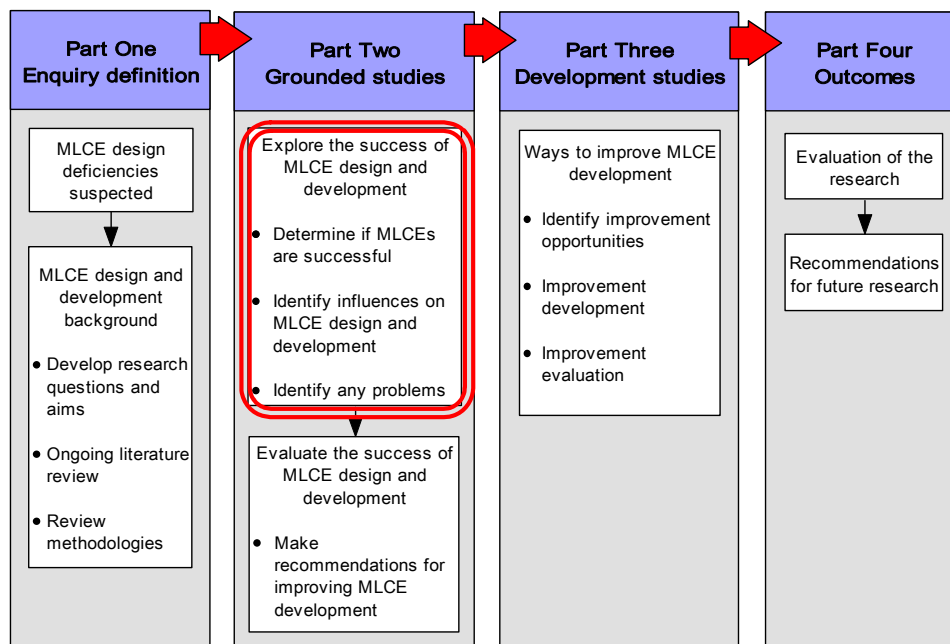 Part One
Enquiry definition
MLCE design
deficiencies
suspected
MLCE design and
development
background
• Develop research
questions and
aims
• Ongoing literature
review
• Review
methodologies
Part Two
Grounded studies
Explore the success of
MLCE design and
development
• Determine if MLCEs
are successful
• Identify influences on
MLCE design and
development
• Identify any problems
Evaluate the success of
MLCE design and
development
• Make
recommendations for
improving MLCE
development
Part Three
Development studies
Ways to improve MLCE
development
• Identify improvement
opportunities
• Improvement
development
• Improvement
evaluation
Part Four
Outcomes
Evaluation of the
research
Recommendations
for future research